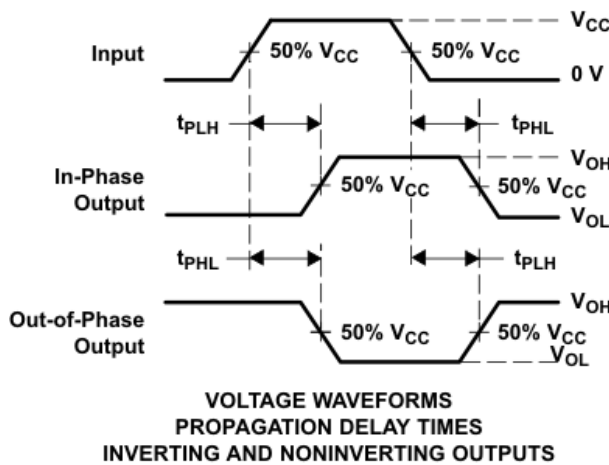 Input
50% VCC
50% VCC
VCC
0 V
tPLH
tPHL
In-Phase
Output
50% VCC
50% VCC
VOH
VOL
tPHL
tPLH
Out-of-Phase
Output
50% VCC
50% VCC
VOH
VOL
VOLTAGE WAVEFORMS
PROPAGATION DELAY TIMES
INVERTING AND NONINVERTING OUTPUTS